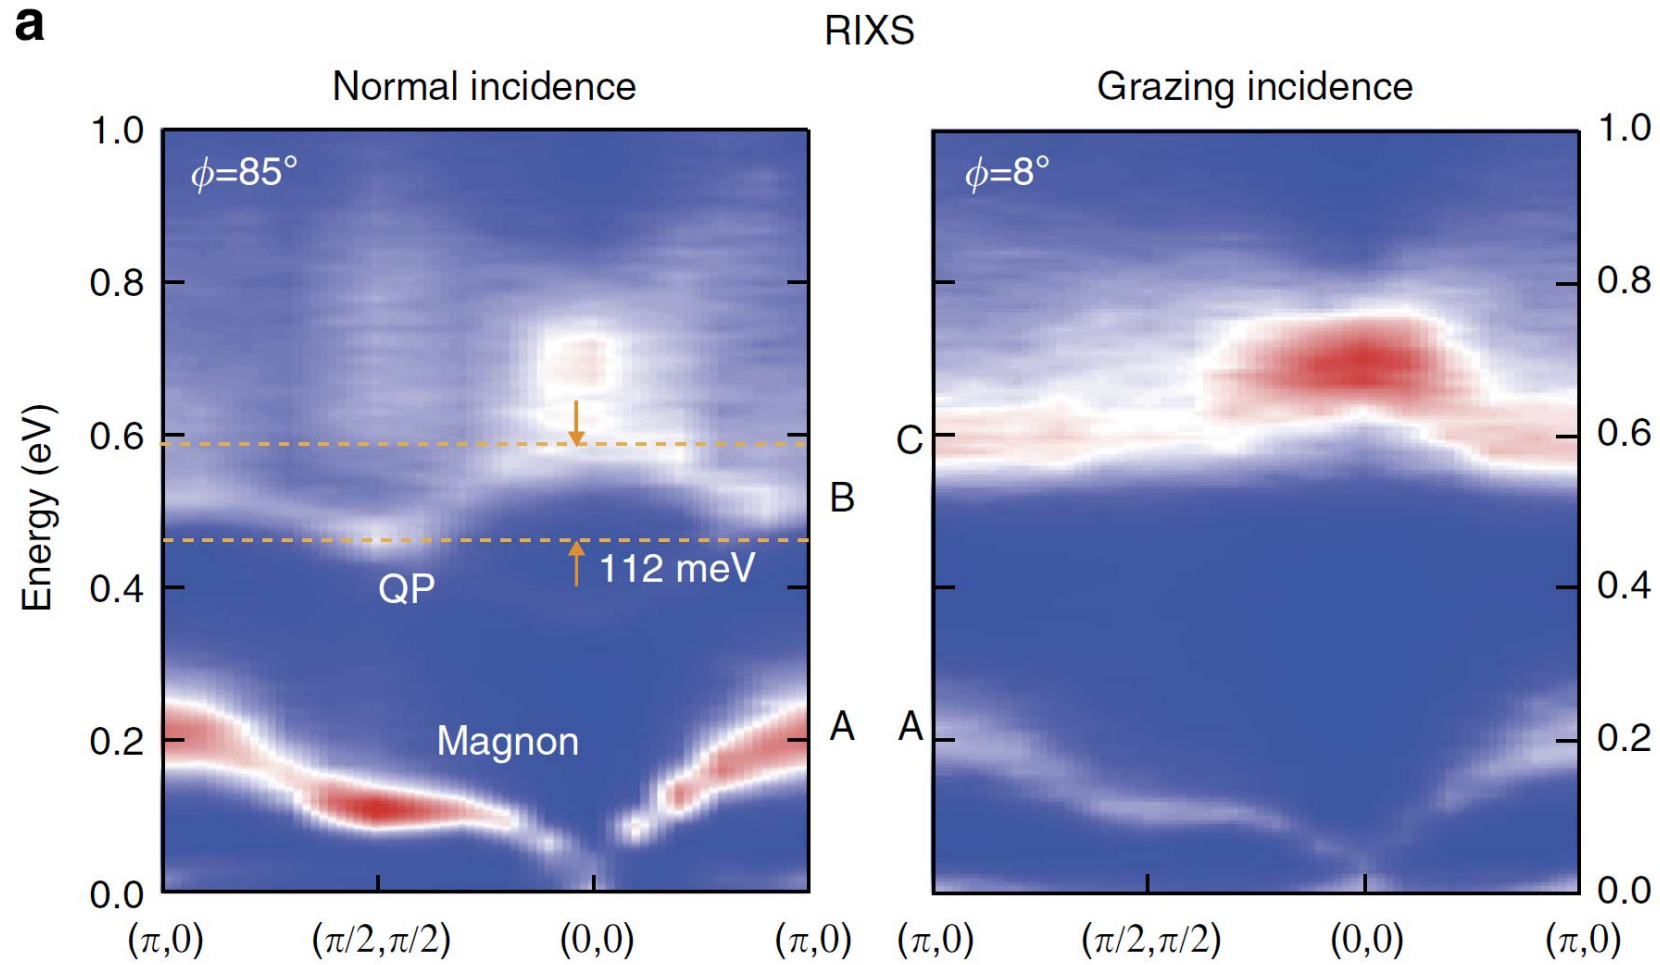 a
RIXS
Normal incidence
Grazing incidence
ϕ=85°
ϕ=8°
Energy (eV)
1.0
0.8
0.6
0.4
0.2
0.0
112 meV
QP
Magnon
B
A
C
A
1.0
0.8
0.6
0.4
0.2
0.0
(π,0)
(π/2,π/2)
(0,0)
(π,0)
(π,0)
(π/2,π/2)
(0,0)
(π,0)